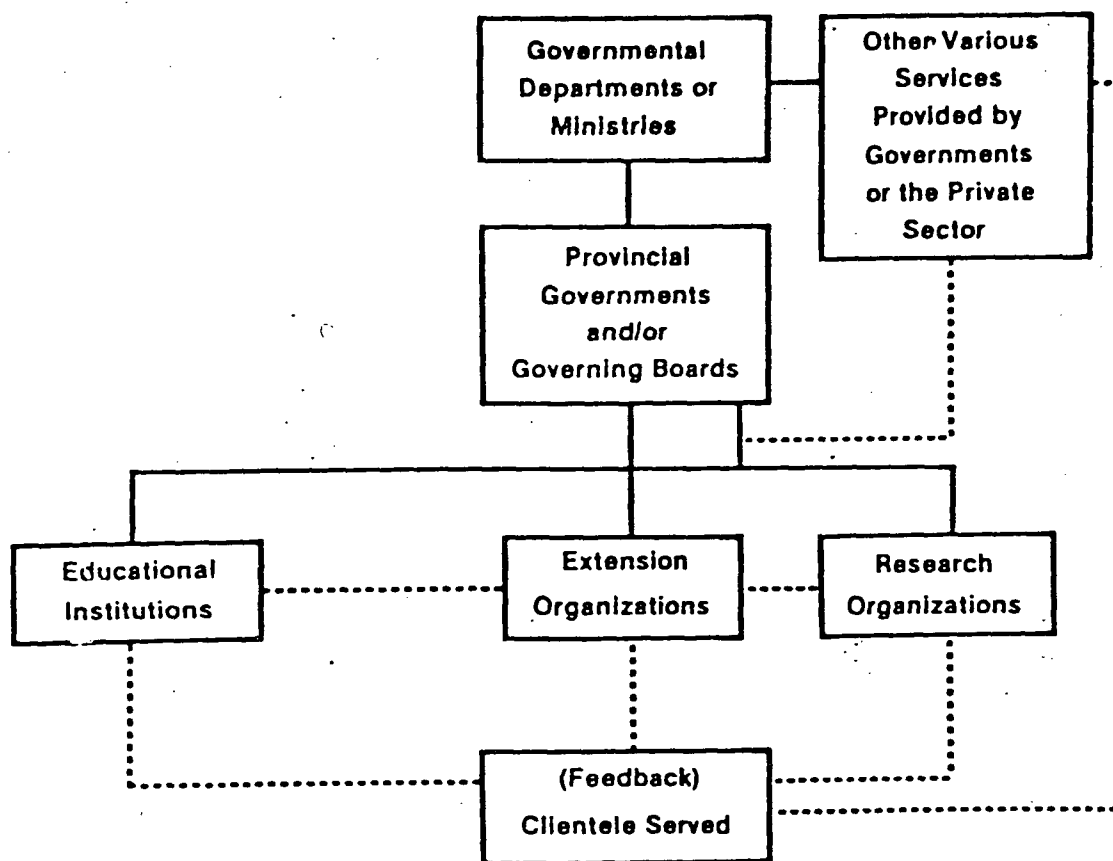 Governmental
Departments or
Ministries
Other Various
Services
Provided by
Governments
or the Private
Sector
Provincial
Governments
and/or
Governing Boards
Educational
Institutions
Extension
Organizations
Research
Organizations
(Feedback)
Clientele Served